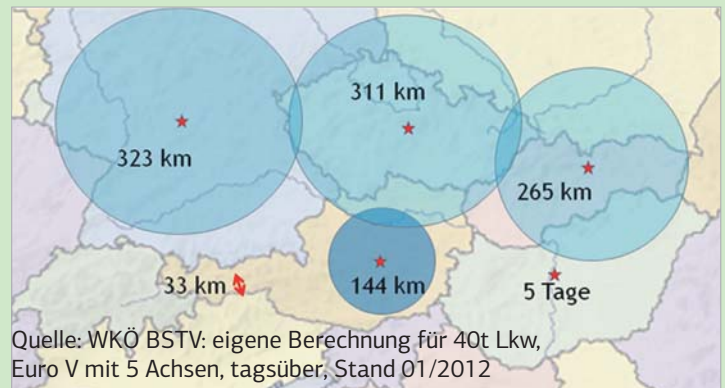 311 km
323 km
265 km
33 km
144 km
5 Tage
Quelle: WKÖ BSTV: eigene Berechnung für 40t Lkw,
Euro V mit 5 Achsen, tagsüber, Stand 01/2012